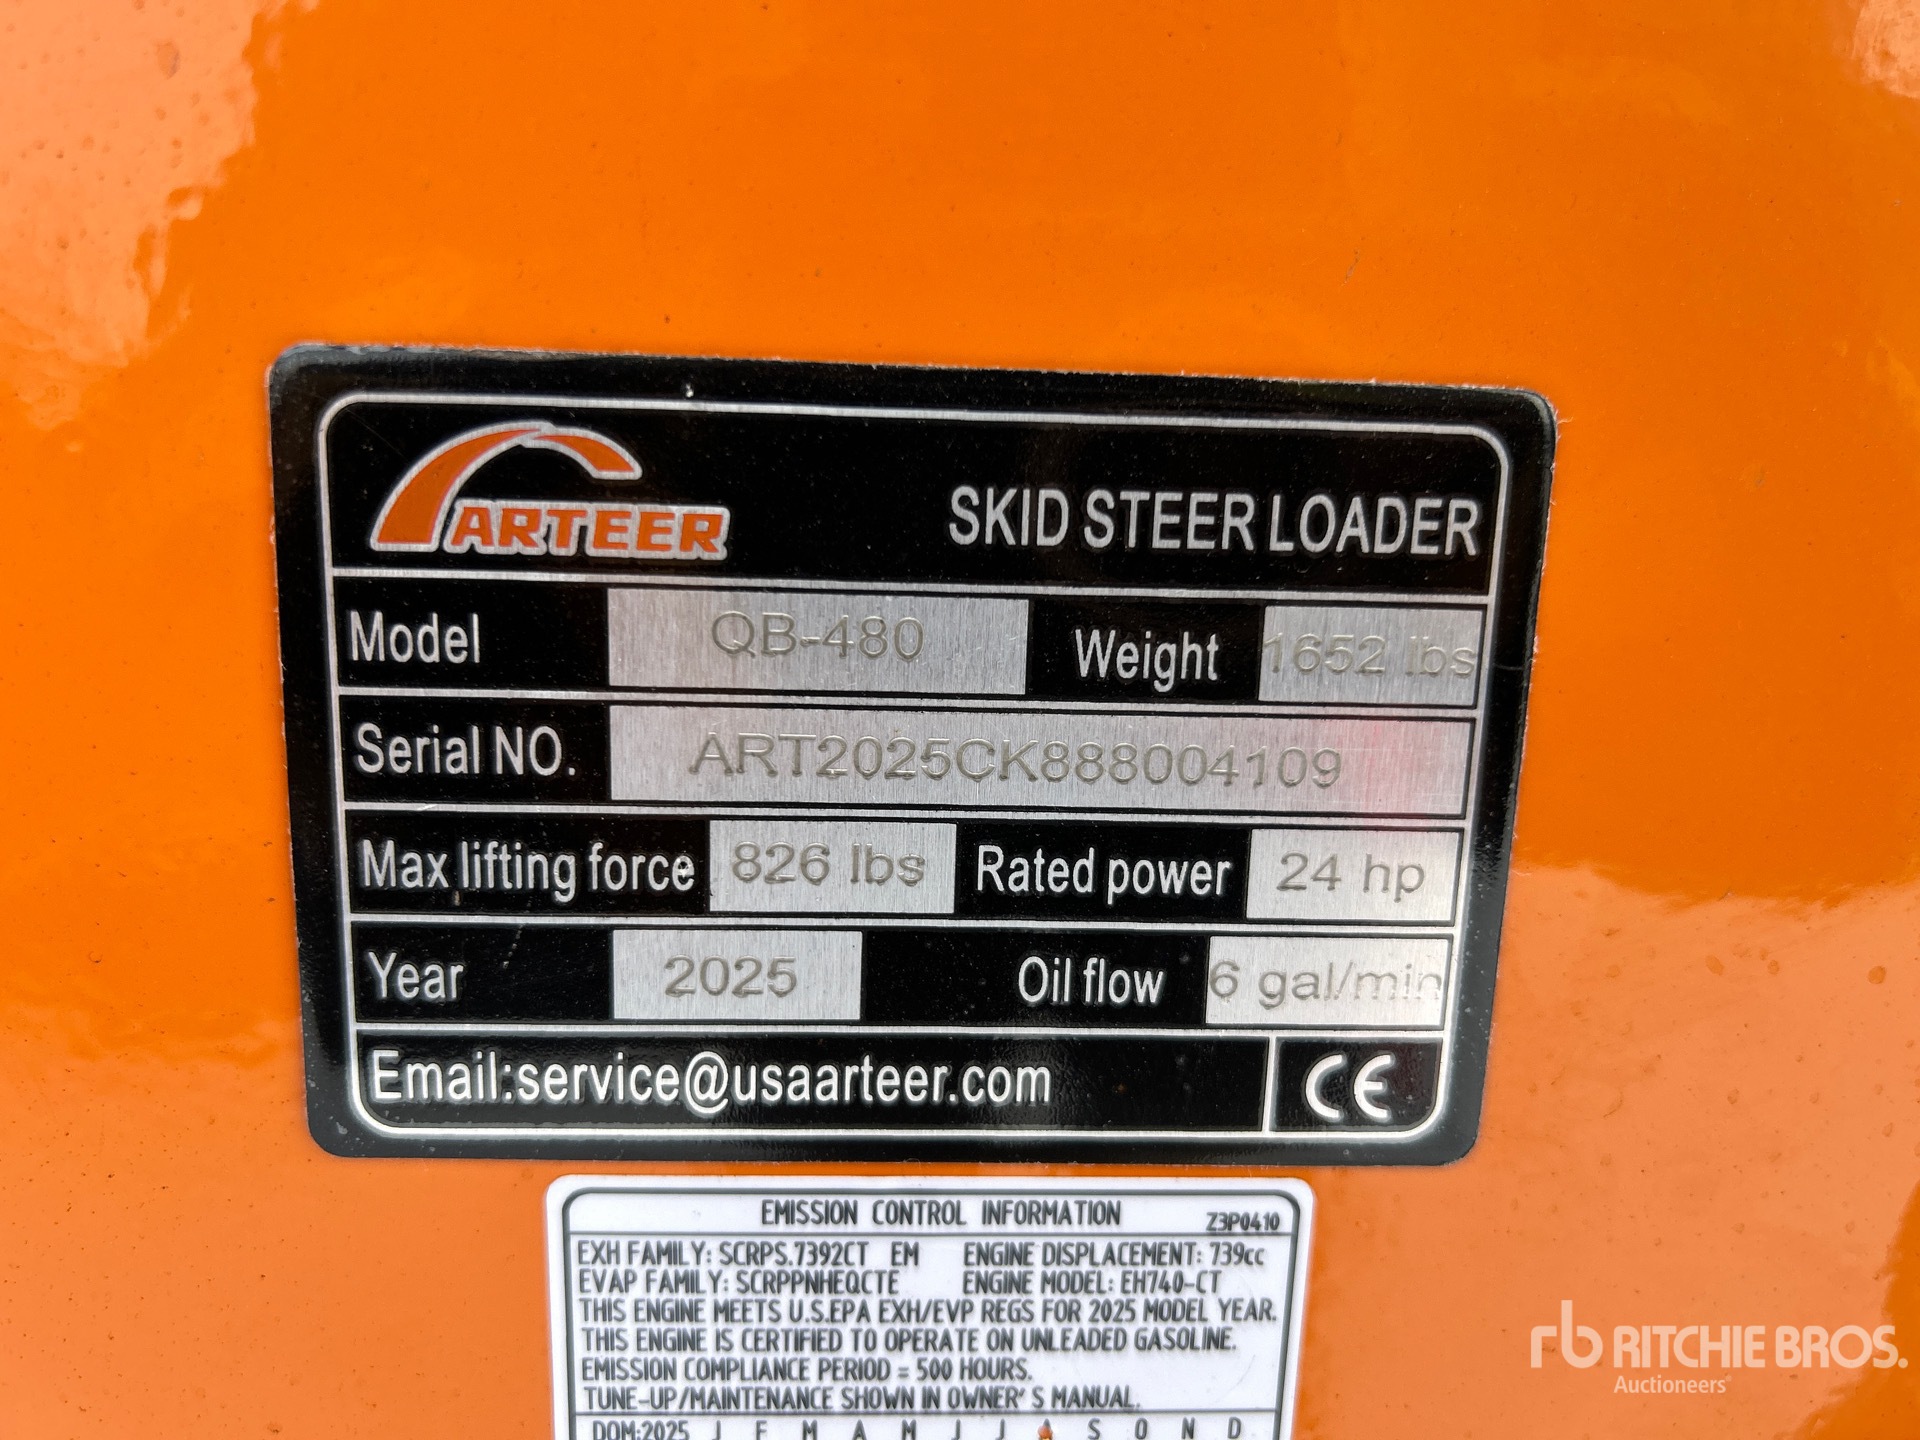 ARTEER SKID STEER LOADER
Model QB-480 Weight 1652 lbs
Serial NO. ART2025CK888004109
Max lifting force 826 lbs Rated power 24 hp
Year 2025 Oil flow 6 gal/min
Email:service@usaarteer.com CE
EMISSION CONTROL INFORMATION Z3P0410
EXH FAMILY: SCRPS.7392CT EM ENGINE DISPLACEMENT: 739cc
EVAP FAMILY: SCRPPNHEQCTE ENGINE MODEL: EH740-CT
THIS ENGINE MEETS U.S.EPA EXH/EVP REGS FOR 2025 MODEL YEAR.
THIS ENGINE IS CERTIFIED TO OPERATE ON UNLEADED GASOLINE.
EMISSION COMPLIANCE PERIOD = 500 HOURS.
TUNE-UP/MAINTENANCE SHOWN IN OWNER'S MANUAL.
DOM:2025 J F M A M J J A S O N D
rb RITCHIE BROS.
Auctioneers